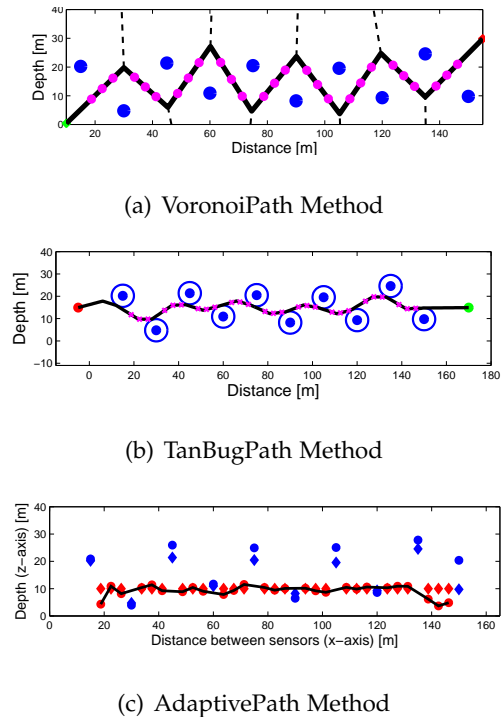 40
30
20
10
0
Depth [m]
20 40 60 80 100 120 140
Distance [m]
(a) VoronoiPath Method
40
30
20
10
0
-10
Depth [m]
0 20 40 60 80 100 120 140 160 180
Distance [m]
(b) TanBugPath Method
40
30
20
10
0
Depth (z-axis) [m]
0 20 40 60 80 100 120 140 160
Distance between sensors (x-axis) [m]
(c) AdaptivePath Method